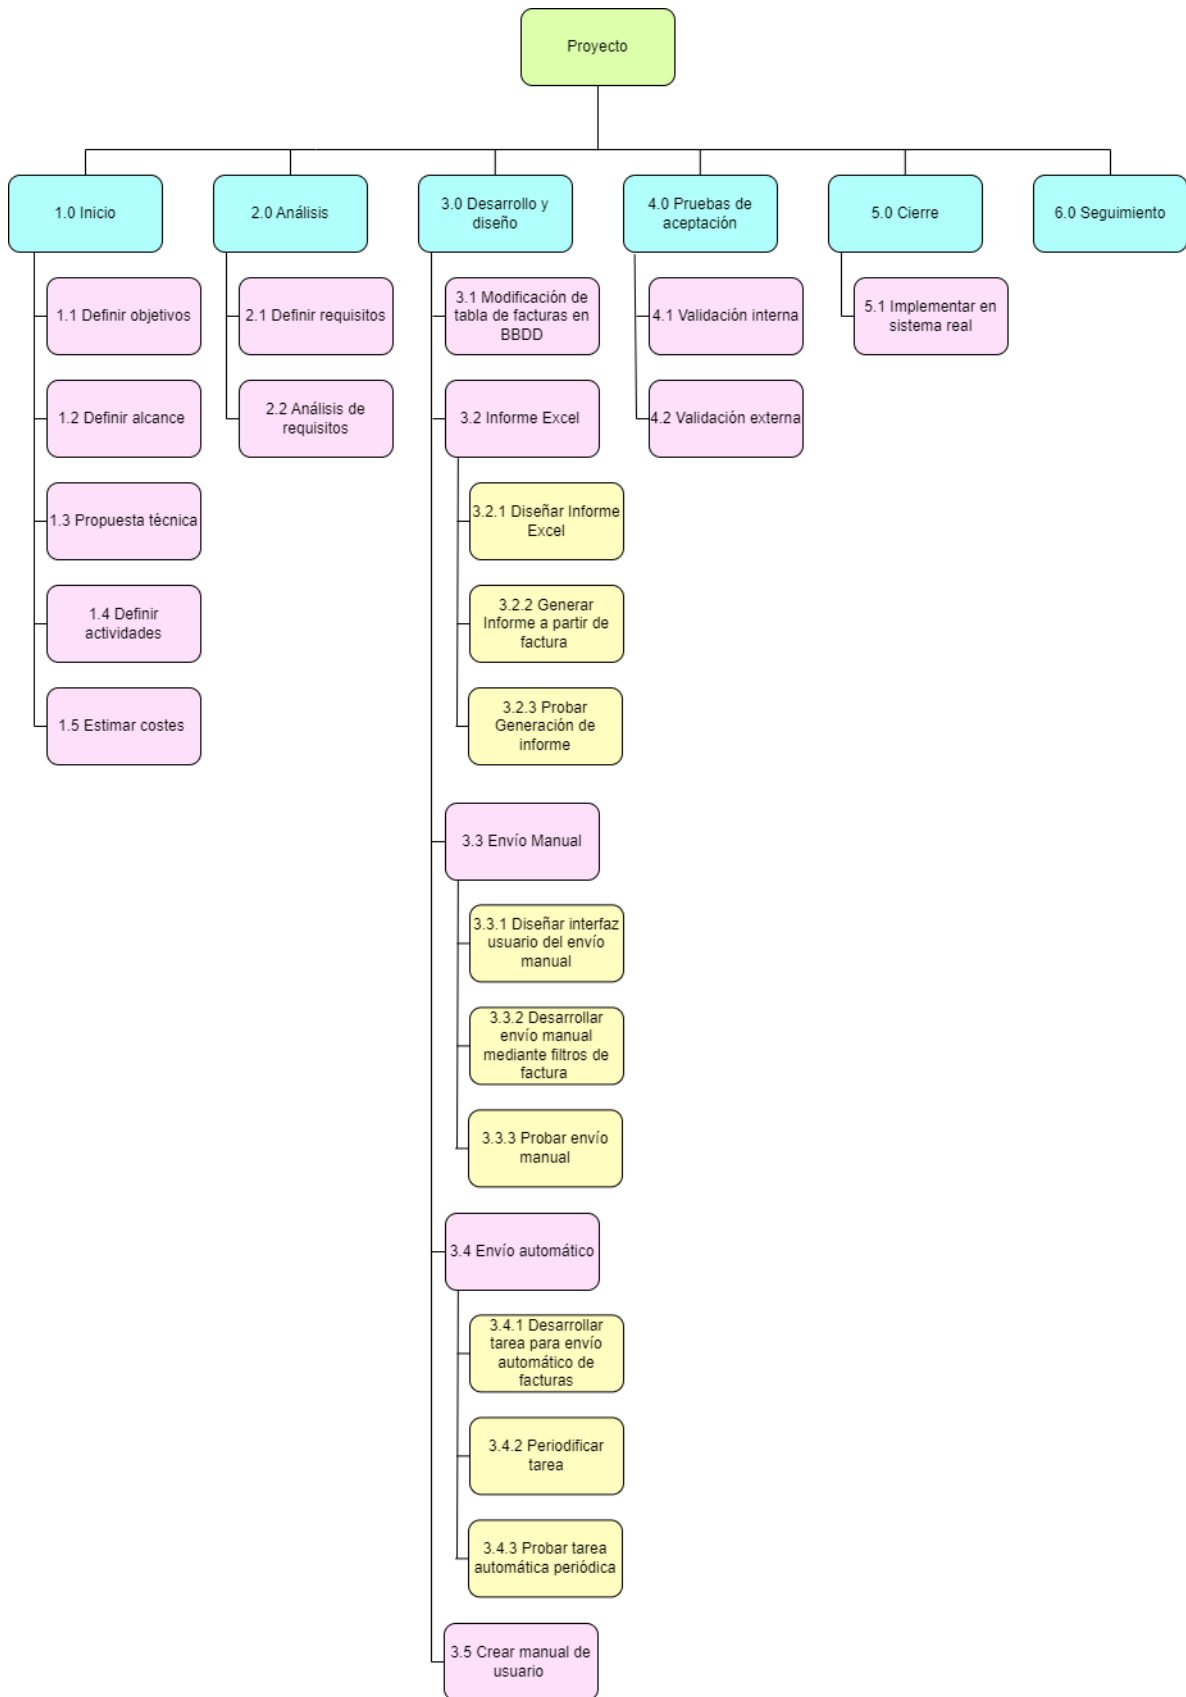 Proyecto
1.0 Inicio
2.0 Análisis
3.0 Desarrollo y
diseño
4.0 Pruebas de
aceptación
5.0 Cierre
6.0 Seguimiento
1.1 Definir objetivos
1.2 Definir alcance
1.3 Propuesta técnica
1.4 Definir
actividades
1.5 Estimar costes
2.1 Definir requisitos
2.2 Análisis de
requisitos
3.1 Modificación de
tabla de facturas en
BBDD
3.2 Informe Excel
3.2.1 Diseñar Informe
Excel
3.2.2 Generar
Informe a partir de
factura
3.2.3 Probar
Generación de
informe
3.3 Envío Manual
3.3.1 Diseñar interfaz
usuario del envío
manual
3.3.2 Desarrollar
envío manual
mediante filtros de
factura
3.3.3 Probar envío
manual
3.4 Envío automático
3.4.1 Desarrollar
tarea para envío
automático de
facturas
3.4.2 Periodificar
tarea
3.4.3 Probar tarea
automática periódica
3.5 Crear manual de
usuario
4.1 Validación interna
4.2 Validación externa
5.1 Implementar en
sistema real